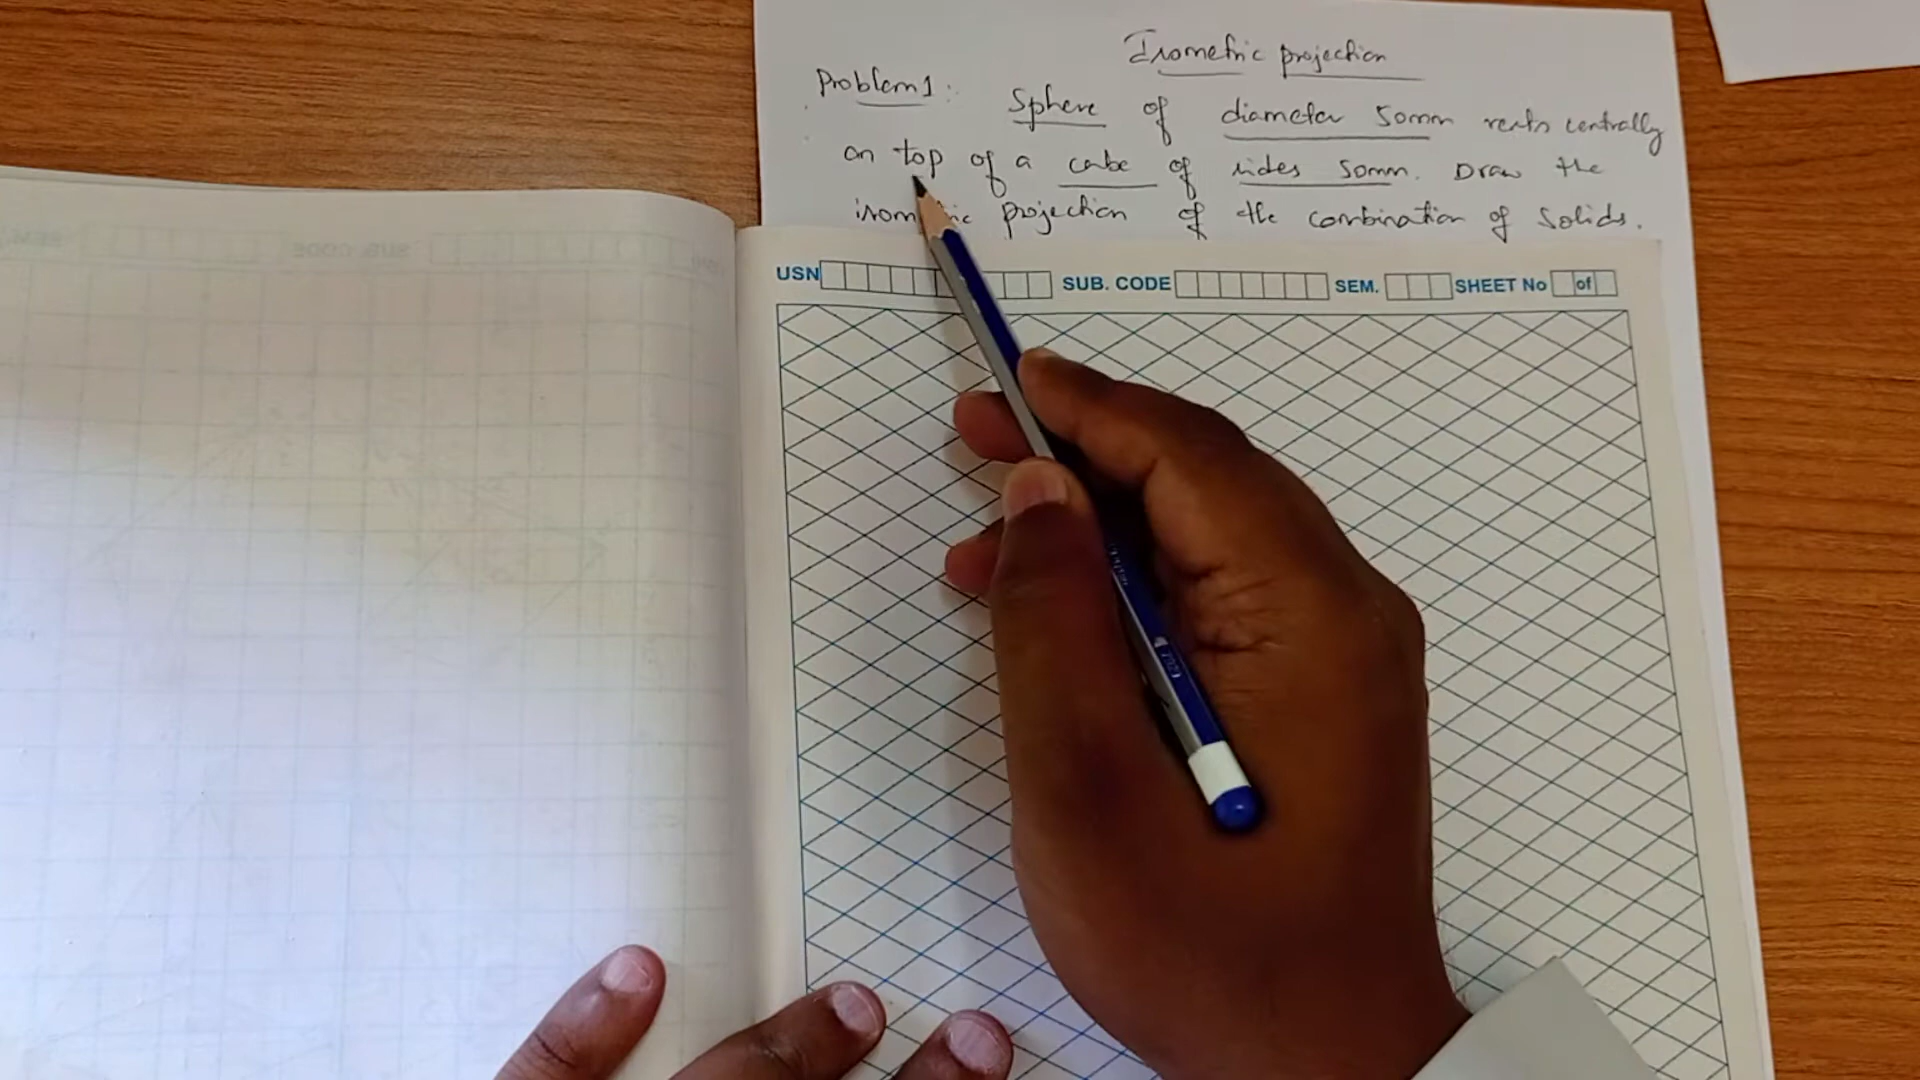 Isometric projection
Problem 1: Sphere of diameter 50mm rests centrally
on top of a cube of sides 50mm. Draw the
isometric projection of the combination of Solids.
USN SUB. CODE SEM. SHEET No of